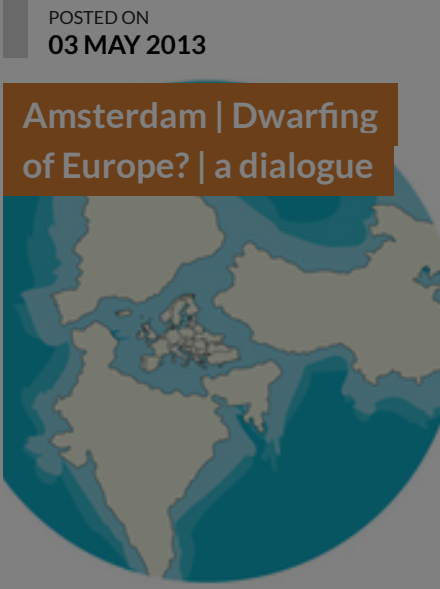 POSTED ON
03 MAY 2013
Amsterdam | Dwarfing
of Europe? | a dialogue